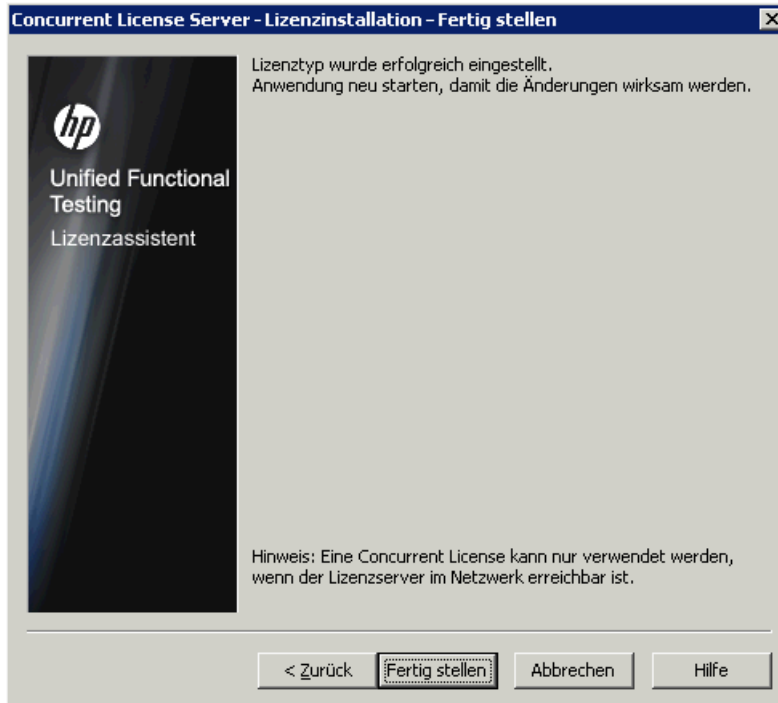 Concurrent License Server - Lizenzinstallation - Fertig stellen
hp
Unified Functional
Testing
Lizenzassistent
Lizenztyp wurde erfolgreich eingestellt.
Anwendung neu starten, damit die Änderungen wirksam werden.
Hinweis: Eine Concurrent License kann nur verwendet werden,
wenn der Lizenzserver im Netzwerk erreichbar ist.
< Zurück Fertig stellen Abbrechen Hilfe